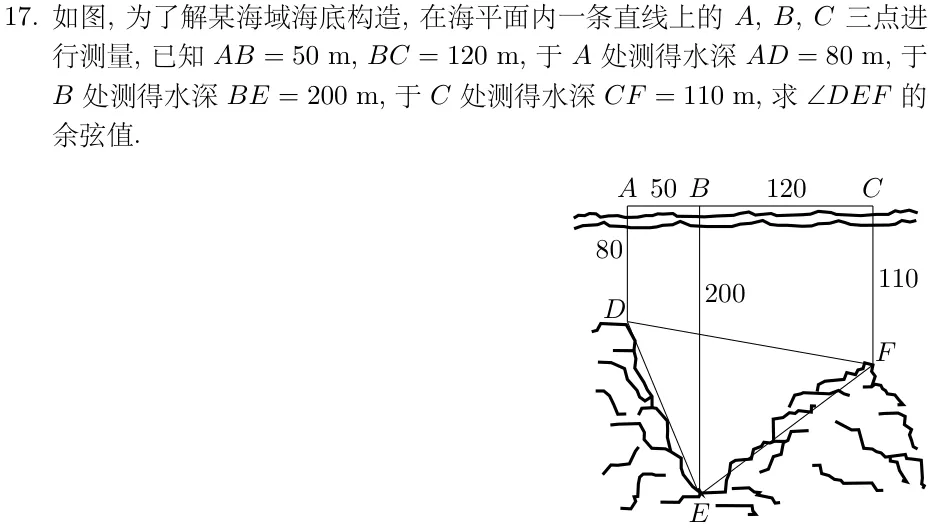 17. 如图, 为了解某海域海底构造, 在海平面内一条直线上的 A, B, C 三点进
行测量, 已知 AB = 50 m, BC = 120 m, 于 A 处测得水深 AD = 80 m, 于
B 处测得水深 BE = 200 m, 于 C 处测得水深 CF = 110 m, 求 ∠DEF 的
余弦值.
A 50 B 120 C
80
110
200
D
F
E